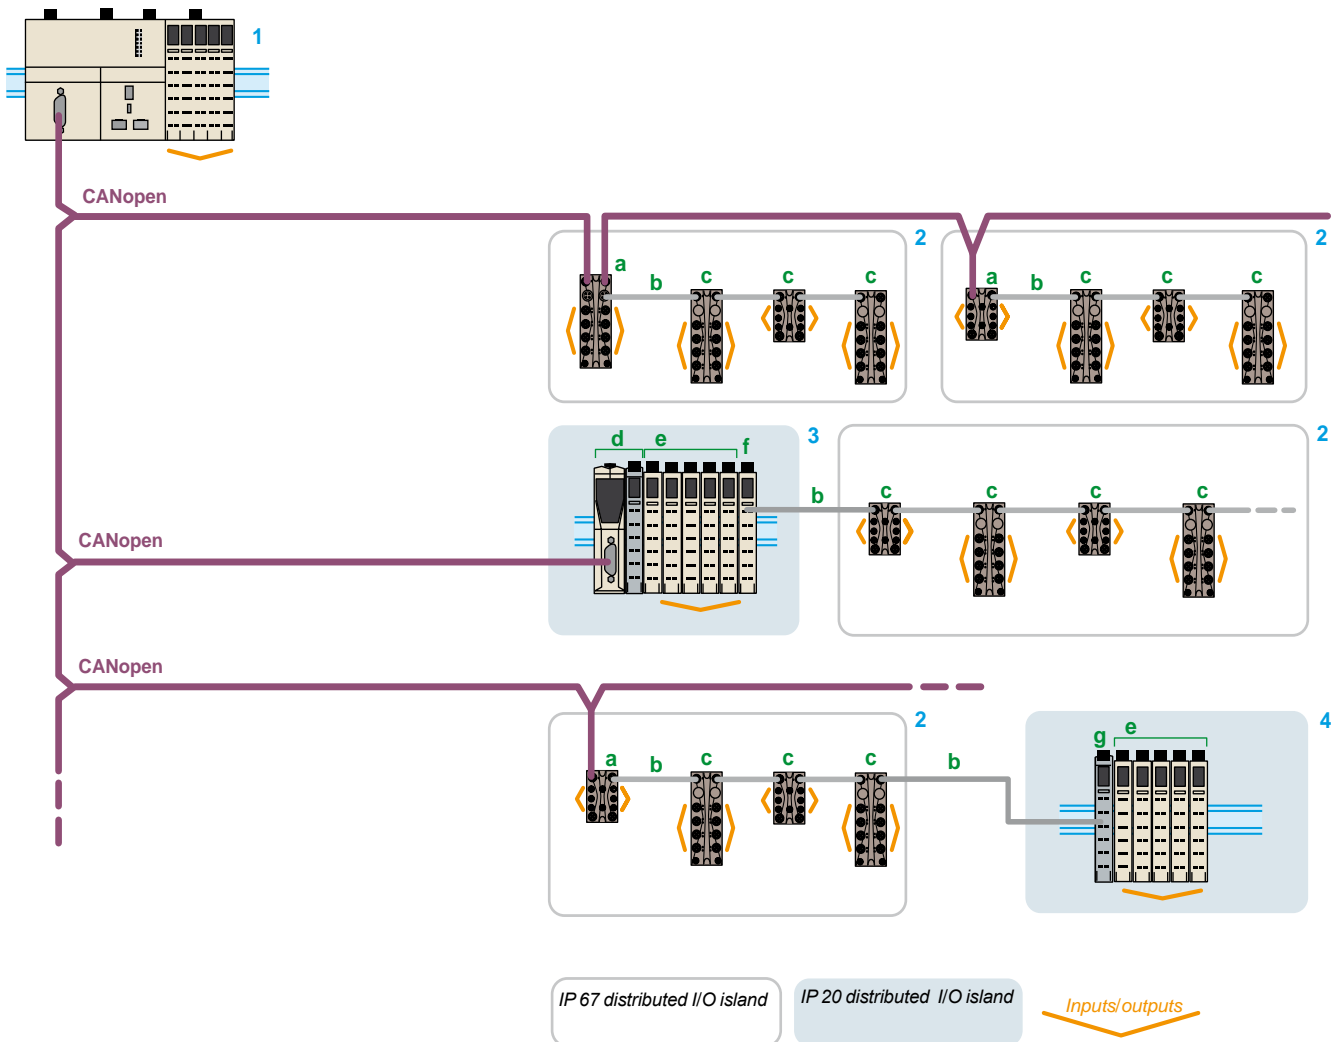 1
CANopen
2
2
a
b
c
c
c
a
b
c
c
c
3
2
d
e
f
b
c
c
c
c
CANopen
CANopen
2
4
a
b
c
c
c
b
g
e
IP 67 distributed I/O island
IP 20 distributed I/O island
Inputs/outputs